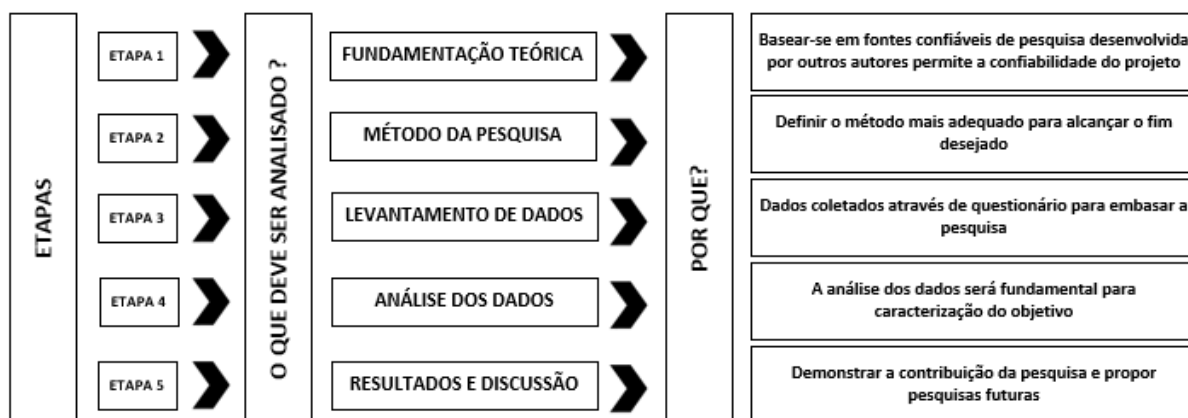 ETAPAS
ETAPA 1
ETAPA 2
ETAPA 3
ETAPA 4
ETAPA 5
O QUE DEVE SER ANALISADO ?
FUNDAMENTAÇÃO TEÓRICA
MÉTODO DA PESQUISA
LEVANTAMENTO DE DADOS
ANÁLISE DOS DADOS
RESULTADOS E DISCUSSÃO
POR QUE?
Basear-se em fontes confiáveis de pesquisa desenvolvida
por outros autores permite a confiabilidade do projeto
Definir o método mais adequado para alcançar o fim
desejado
Dados coletados através de questionário para embasar a
pesquisa
A análise dos dados será fundamental para
caracterização do objetivo
Demonstrar a contribuição da pesquisa e propor
pesquisas futuras